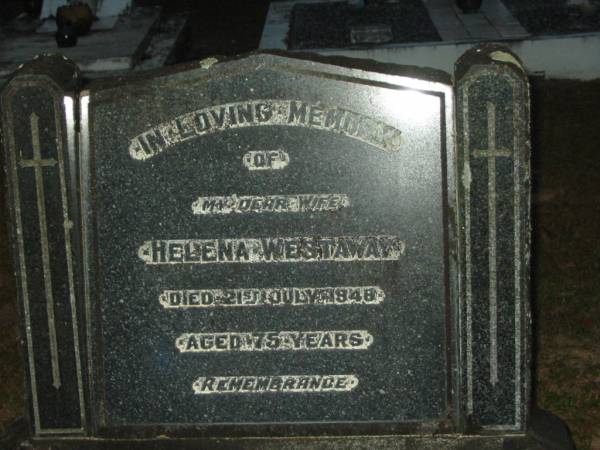 IN LOVING MEMORY
OF
MY DEAR WIFE
HELENA WESTAWAY
DIED 21ST JULY 1948
AGED 75 YEARS
REMEMBRANCE